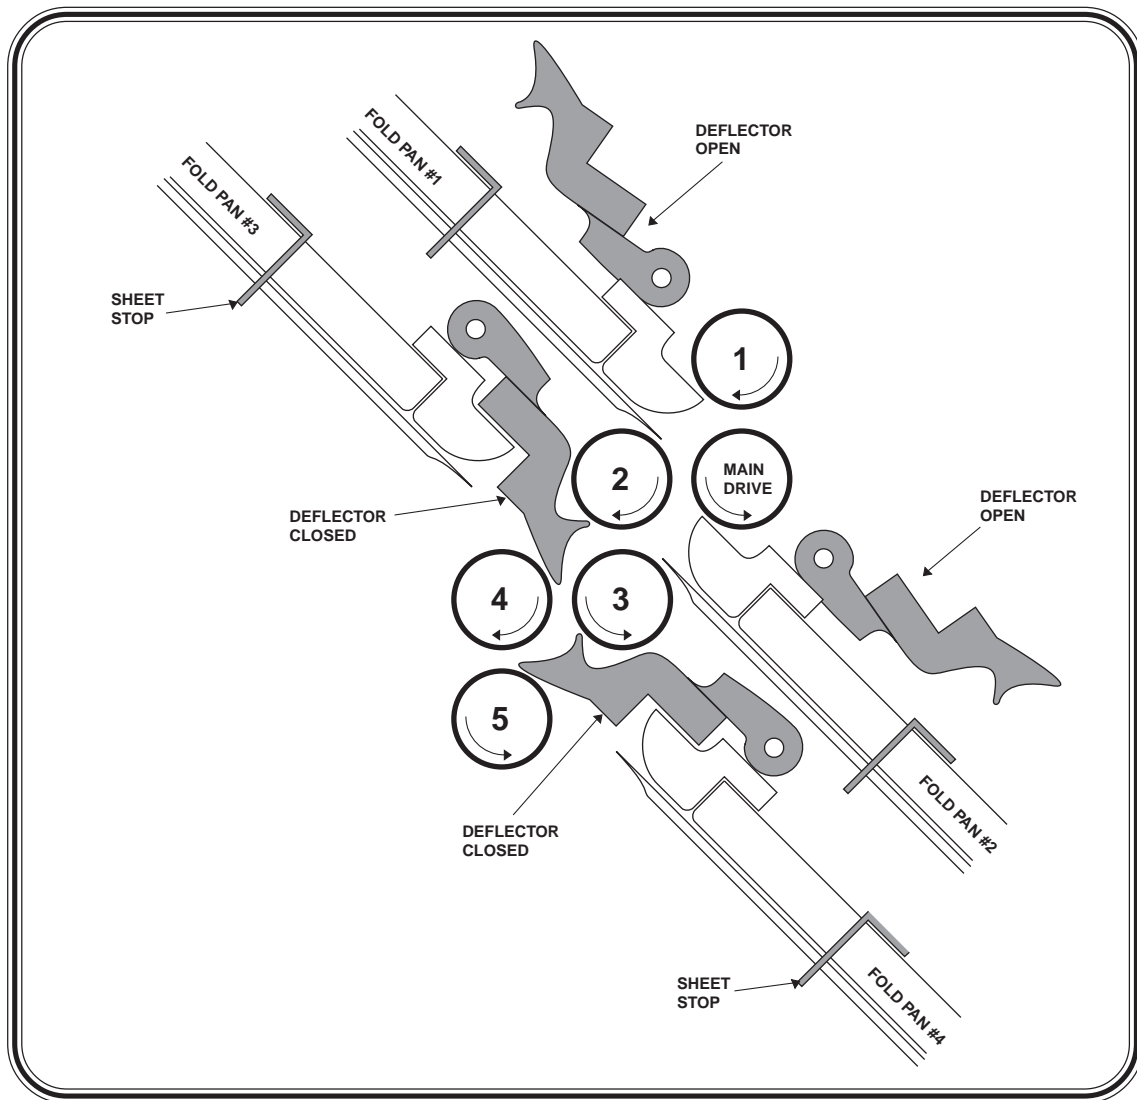 DEFLECTOR
OPEN
FOLD PAN #1
FOLD PAN #3
SHEET
STOP
1
2
MAIN
DRIVE
DEFLECTOR
OPEN
DEFLECTOR
CLOSED
4
3
5
FOLD PAN #2
DEFLECTOR
CLOSED
SHEET
STOP
FOLD PAN #4